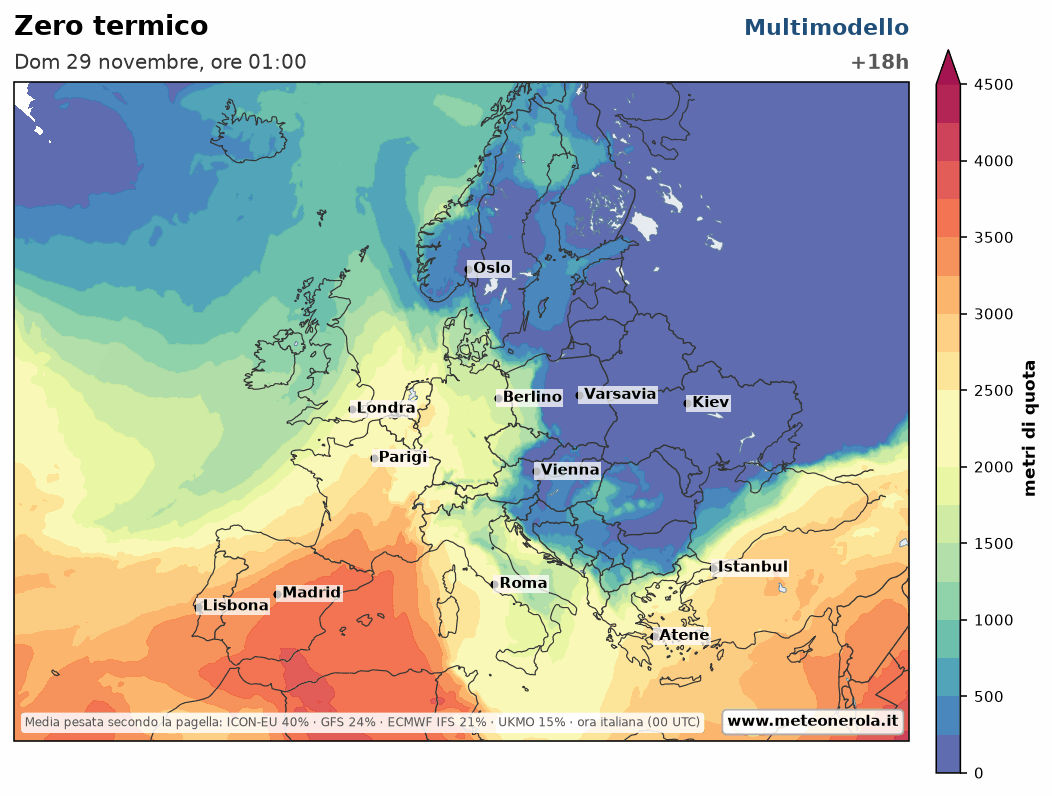 Zero termico
Multimodello
Dom 29 novembre, ore 01:00
+18h
4500
4000
3500
3000
2500
2000
1500
1000
500
0
metri di quota
Oslo
Berlino
Varsavia
Kiev
Londra
Parigi
Vienna
Istanbul
Roma
Madrid
Lisbona
Atene
Media pesata secondo la pagella: ICON-EU 40% · GFS 24% · ECMWF IFS 21% · UKMO 15% · ora italiana (00 UTC)
www.meteonerola.it